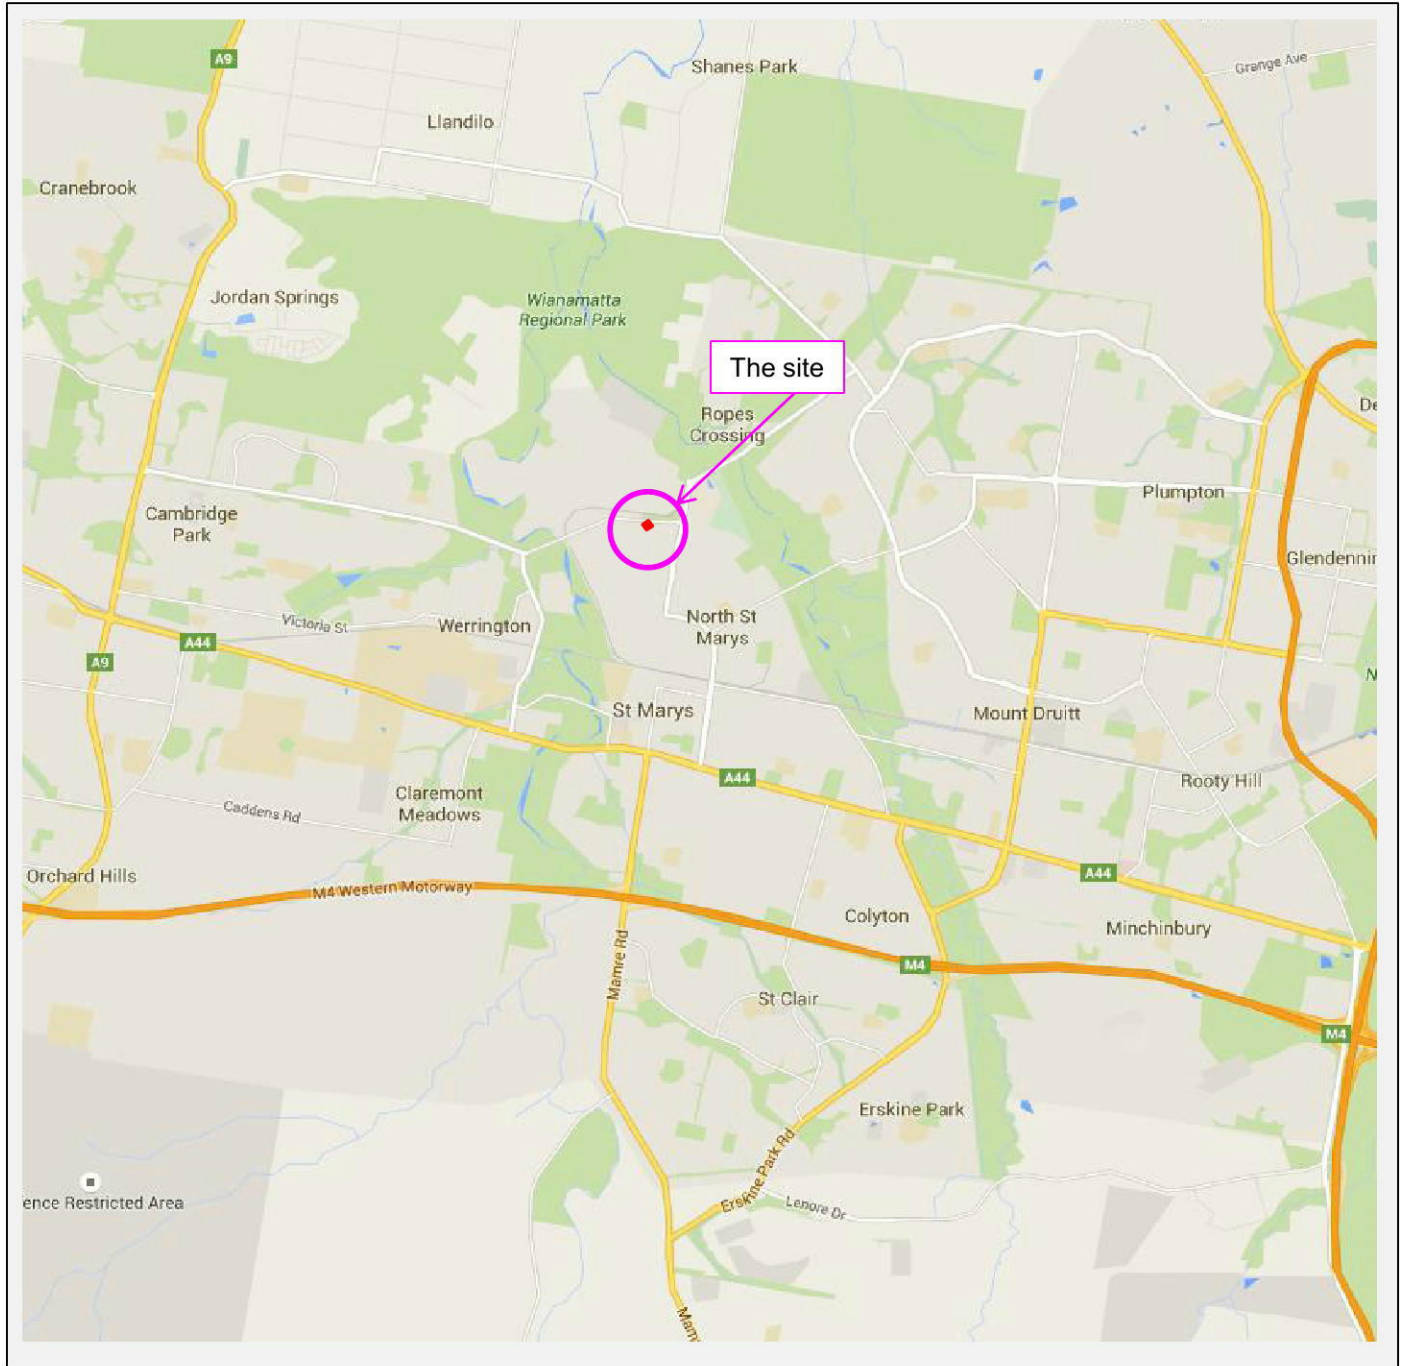 A9
Shanes Park
Grange Ave
Llandilo
Cranebrook
Jordan Springs
Wianamatta
Regional Park
The site
Ropes
Crossing
De
Plumpton
Cambridge
Park
Glendennin
Victoria St
Werrington
North St
Marys
A44
A9
N
St Marys
Mount Druitt
A44
Rooty Hill
Claremont
Meadows
Caddens Rd
Orchard Hills
A44
M4 Western Motorway
Colyton
Minchinbury
Mamre Rd
M4
St Clair
M4
Erskine Park
Erskine Park Rd
ence Restricted Area
Lenore Dr
Mam